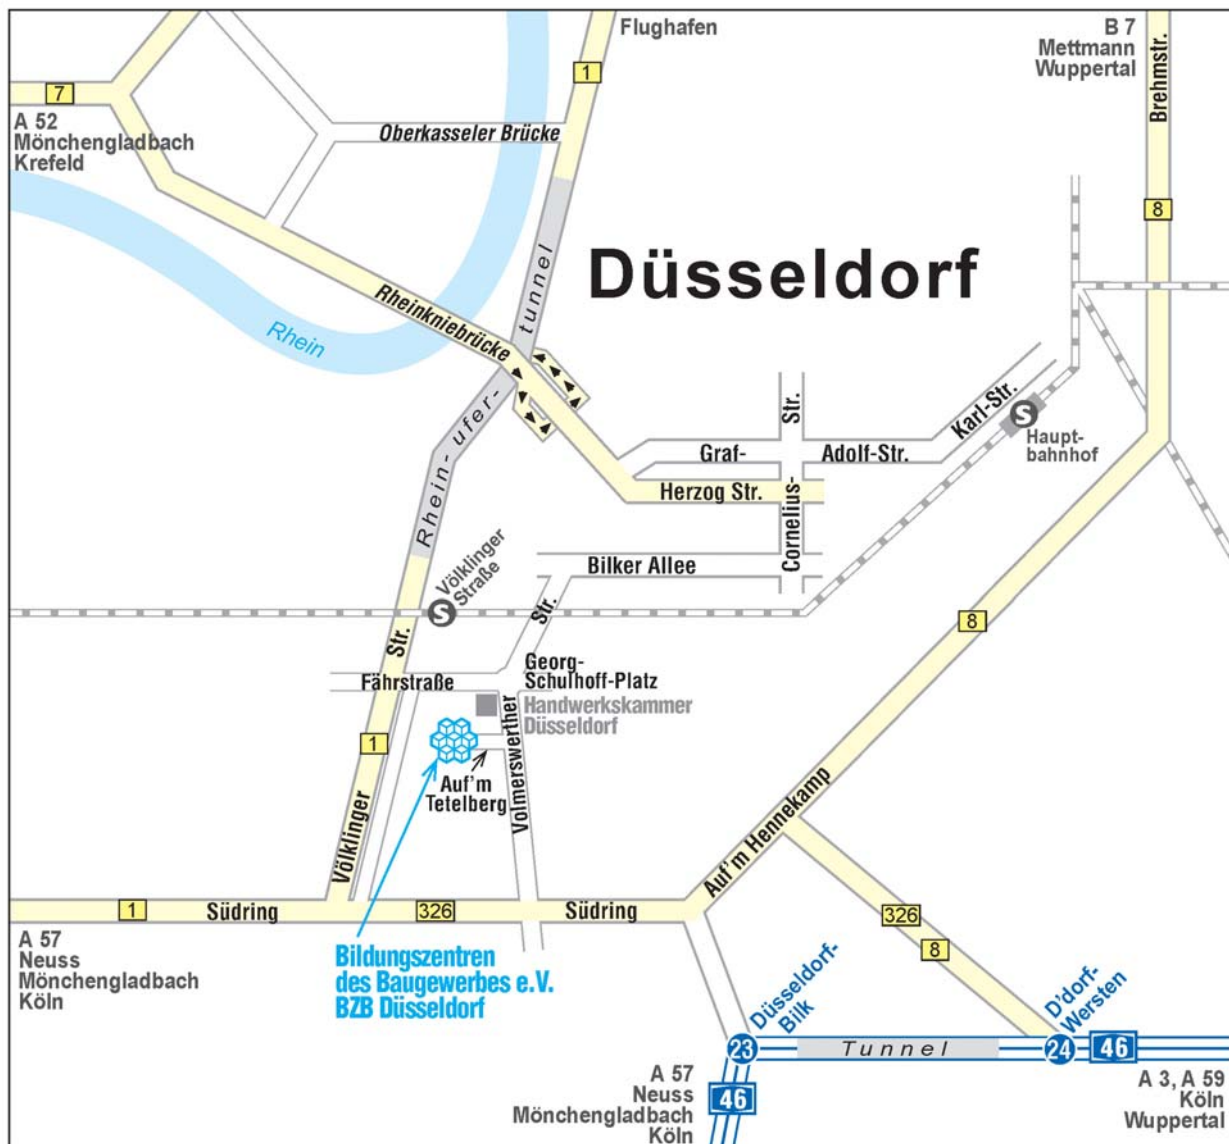 Flughafen
B 7
Mettmann
Wuppertal
Brehmstr.
1
7
A 52
Mönchengladbach
Krefeld
Oberkasseler Brücke
8
tunnel
Düsseldorf
Rheinkniebrücke
Rhein
Rhein-ufer-
Str.
Karl-Str.
S
Haupt-
bahnhof
Graf-
Adolf-Str.
Herzog Str.
Cornelius-
Völklinger
Straße
S
Bilker Allee
Str.
8
Str.
Georg-
Schulhoff-Platz
Fährstraße
Handwerkskammer
Düsseldorf
Volmerswerther
1
Auf'm
Tetelberg
Völklinger
Auf'm Hennekamp
1
Südring
326
Südring
326
8
A 57
Neuss
Mönchengladbach
Köln
Bildungszentren
des Baugewerbes e.V.
BZB Düsseldorf
Düsseldorf-
Bilk
D'dorf-
Wersten
23
Tunnel
24
46
A 57
Neuss
Mönchengladbach
Köln
46
A 3, A 59
Köln
Wuppertal